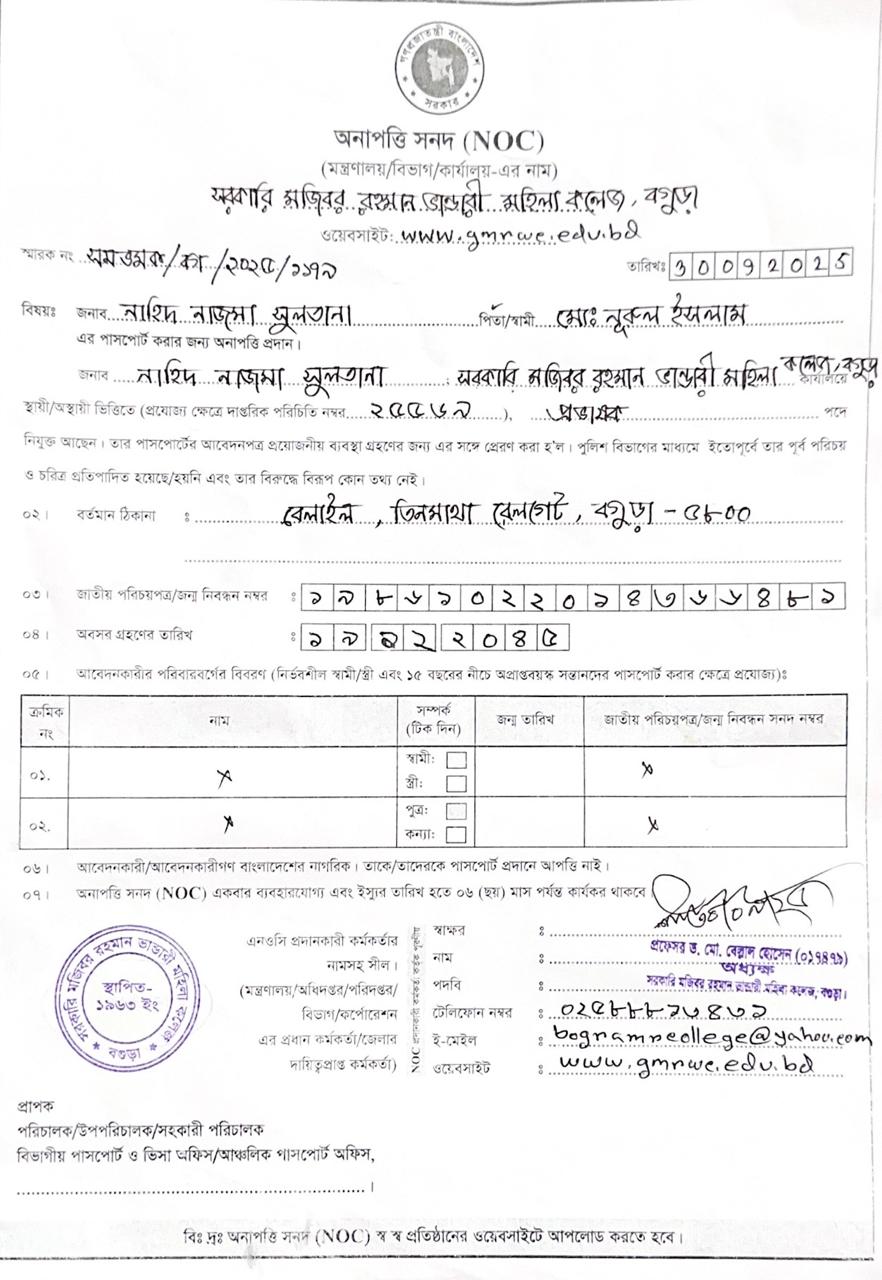 গণপ্রজাতন্ত্রী বাংলাদেশ
সরকার
অনাপত্তি সনদ (NOC)
(মন্ত্রণালয়/বিভাগ/কার্যালয়-এর নাম)
সরকারি মজিবর রহমান ভান্ডারী মহিলা কলেজ, বগুড়া
ওয়েবসাইট: www.gmrwc.edu.bd
স্মারক নং সমভমক/বগ/২০২৫/১১৭৯ তারিখঃ 30092025
বিষয়ঃ জনাব নাহিদ নাজমা সুলতানা পিতা/স্বামী মোঃ নূরুল ইসলাম
এর পাসপোর্ট করার জন্য অনাপত্তি প্রদান।
জনাব নাহিদ নাজমা সুলতানা : সরকারি মজিবর রহমান ভান্ডারী মহিলা কলেজ, বগুড়া কার্যালয়ে
স্থায়ী/অস্থায়ী ভিত্তিতে (প্রযোজ্য ক্ষেত্রে দাপ্তরিক পরিচিতি নম্বর ২৫৫৬৯), প্রভাষক পদে
নিযুক্ত আছেন। তার পাসপোর্টের আবেদনপত্র প্রয়োজনীয় ব্যবস্থা গ্রহণের জন্য এর সঙ্গে প্রেরণ করা হ'ল। পুলিশ বিভাগের মাধ্যমে ইতোপূর্বে তার পূর্ব পরিচয়
ও চরিত্র প্রতিপাদিত হয়েছে/হয়নি এবং তার বিরুদ্ধে বিরূপ কোন তথ্য নেই।
০২। বর্তমান ঠিকানা : বেলাইল, তিনমাথা রেলগেট, বগুড়া - ৫৮০০
০৩। জাতীয় পরিচয়পত্র/জন্ম নিবন্ধন নম্বর : ১৯৮৬১০২২০১৪৭৬৬৪৮১
০৪। অবসর গ্রহণের তারিখ : ১৯১২২০৪৫
০৫। আবেদনকারীর পরিবারবর্গের বিবরণ (নির্ভরশীল স্বামী/স্ত্রী এবং ১৫ বছরের নীচে অপ্রাপ্তবয়স্ক সন্তানদের পাসপোর্ট করার ক্ষেত্রে প্রযোজ্য)ঃ
ক্রমিক নং নাম সম্পর্ক (টিক দিন) জন্ম তারিখ জাতীয় পরিচয়পত্র/জন্ম নিবন্ধন সনদ নম্বর
০১. × স্বামী: ×
স্ত্রী:
০২. × পুত্র: ×
কন্যা:
০৬। আবেদনকারী/আবেদনকারীগণ বাংলাদেশের নাগরিক। তাকে/তাদেরকে পাসপোর্ট প্রদানে আপত্তি নাই।
০৭। অনাপত্তি সনদ (NOC) একবার ব্যবহারযোগ্য এবং ইস্যুর তারিখ হতে ০৬ (ছয়) মাস পর্যন্ত কার্যকর থাকবে
সরকারি মজিবর রহমান ভান্ডারী মহিলা কলেজ
স্থাপিত-
১৯৬৩ ইং
বগুড়া
এনওসি প্রদানকারী কর্মকর্তার
নামসহ সীল।
(মন্ত্রণালয়/অধিদপ্তর/পরিদপ্তর/
বিভাগ/কর্পোরেশন
এর প্রধান কর্মকর্তা/জেলার
দায়িত্বপ্রাপ্ত কর্মকর্তা)
NOC প্রদানকারী কর্মকর্তা কর্তৃক পূরণীয়
স্বাক্ষর :
নাম : প্রফেসর ড. মো. বেল্লাল হোসেন (০১৭৪৭৯)
অধ্যক্ষ
পদবি : সরকারি মজিবর রহমান ভান্ডারী মহিলা কলেজ, বগুড়া।
টেলিফোন নম্বর :
ই-মেইল : bogramrcollege@yahoo.com
ওয়েবসাইট : www.gmrwc.edu.bd
প্রাপক
পরিচালক/উপপরিচালক/সহকারী পরিচালক
বিভাগীয় পাসপোর্ট ও ভিসা অফিস/আঞ্চলিক পাসপোর্ট অফিস,
।
বিঃ দ্রঃ অনাপত্তি সনদ (NOC) স্ব স্ব প্রতিষ্ঠানের ওয়েবসাইটে আপলোড করতে হবে।